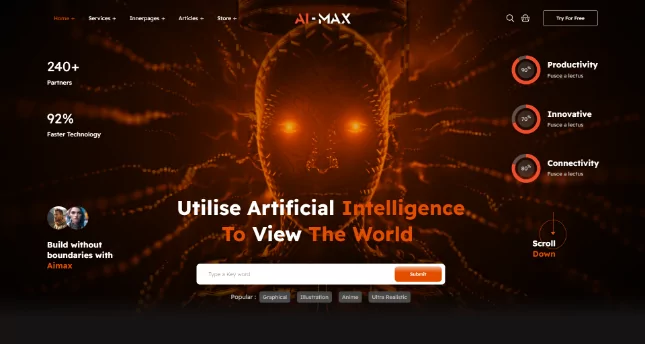 Home + Services + Innerpages + Articles + Store +
AI-MAX
Try For Free
240+
Partners
92%
Faster Technology
90%
Productivity
Fusce a lectus
70%
Innovative
Fusce a lectus
80%
Connectivity
Fusce a lectus
Build without
boundaries with
Aimax
Utilise Artificial Intelligence
To View The World
Scroll
Down
Type a Key word
Submit
Popular : Graphical Illustration Anime Ultra Realistic